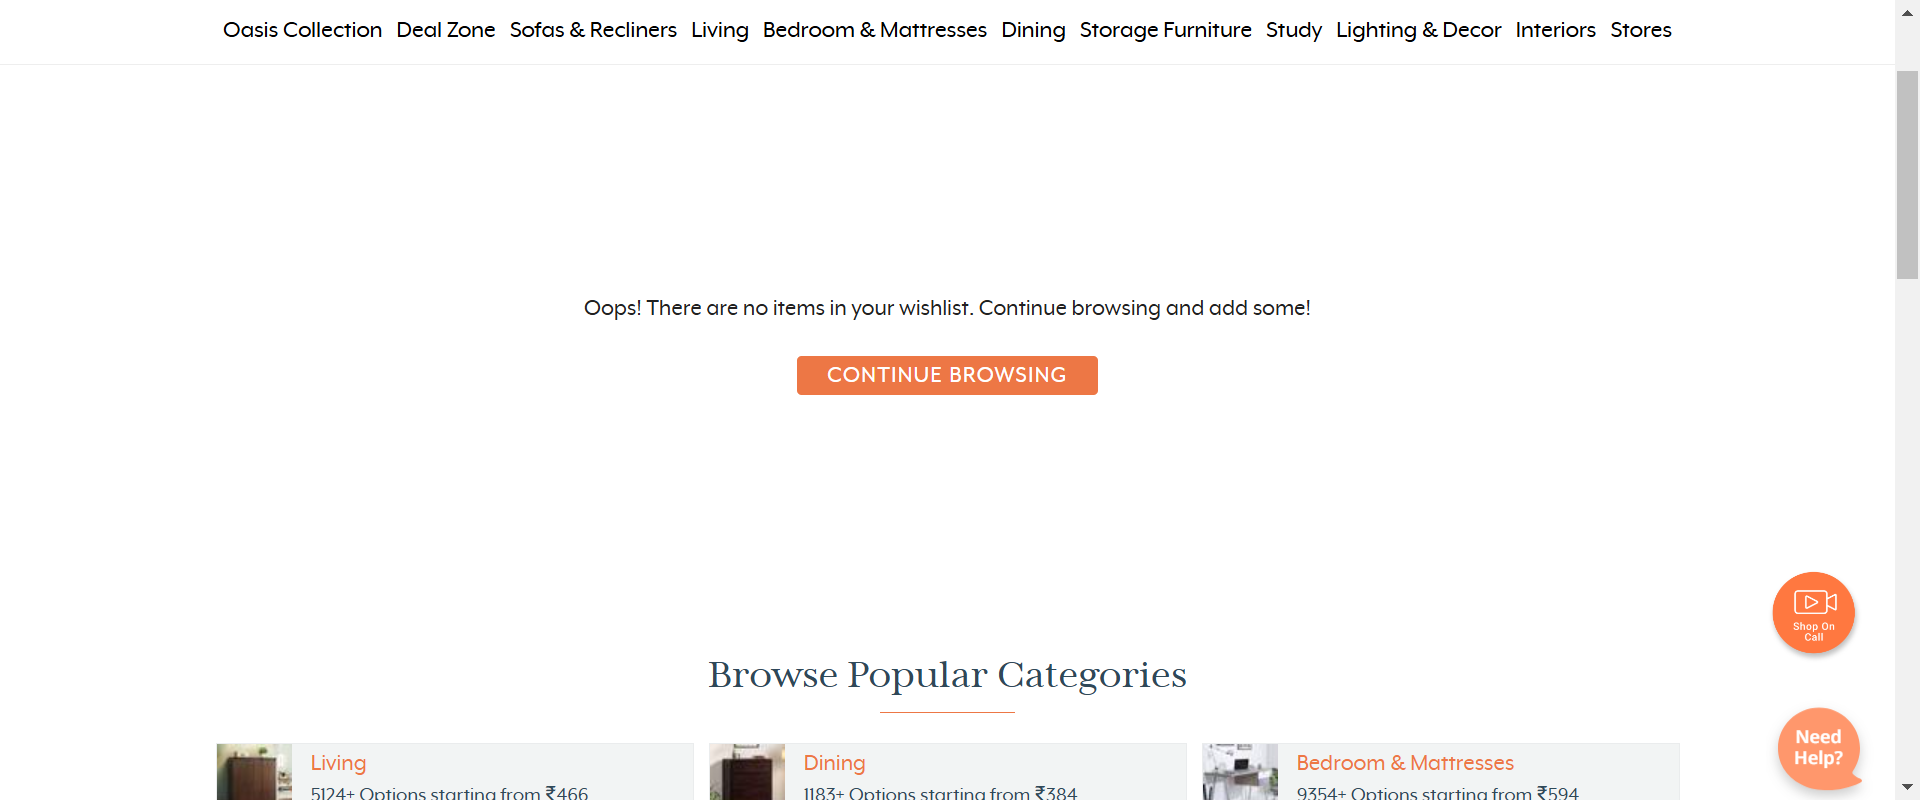 Oasis Collection Deal Zone Sofas & Recliners Living Bedroom & Mattresses Dining Storage Furniture Study Lighting & Decor Interiors Stores
Oops! There are no items in your wishlist. Continue browsing and add some!
CONTINUE BROWSING
Shop On
Call
Browse Popular Categories
Need
Help?
Living
5124+ Options starting from ₹466
Dining
1183+ Options starting from ₹384
Bedroom & Mattresses
9354+ Options starting from ₹594